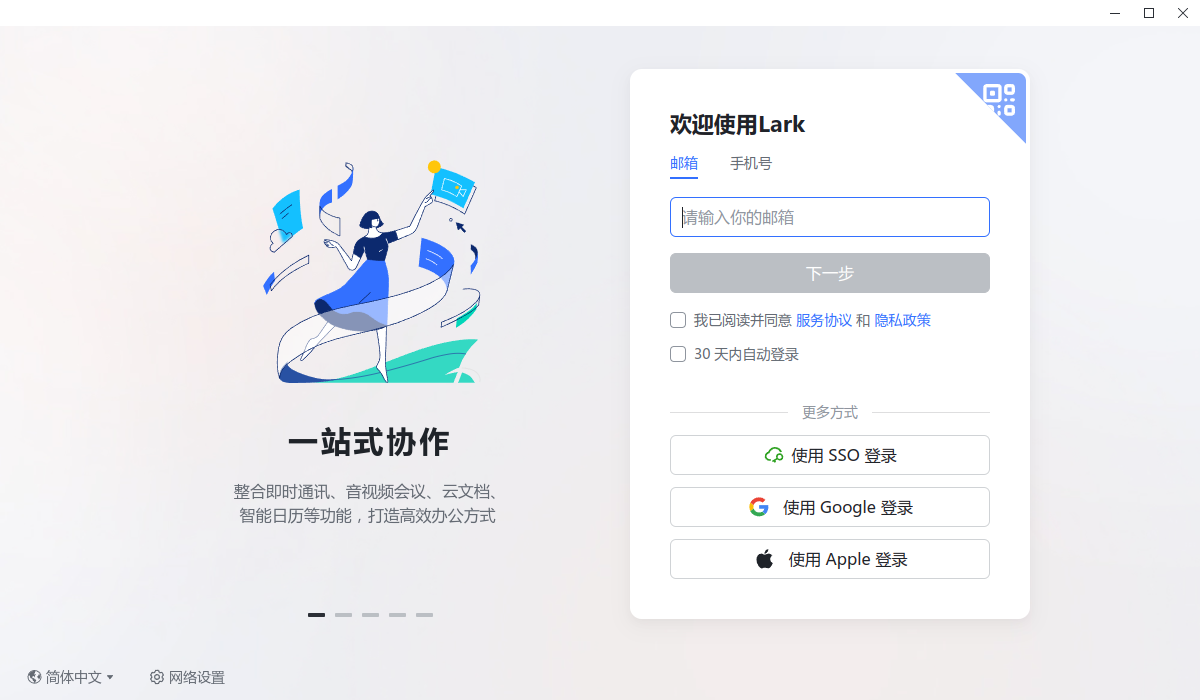 欢迎使用Lark
邮箱 手机号
请输入你的邮箱
下一步
我已阅读并同意 服务协议 和 隐私政策
30 天内自动登录
更多方式
使用 SSO 登录
使用 Google 登录
使用 Apple 登录
一站式协作
整合即时通讯、音视频会议、云文档、
智能日历等功能，打造高效办公方式
简体中文 网络设置